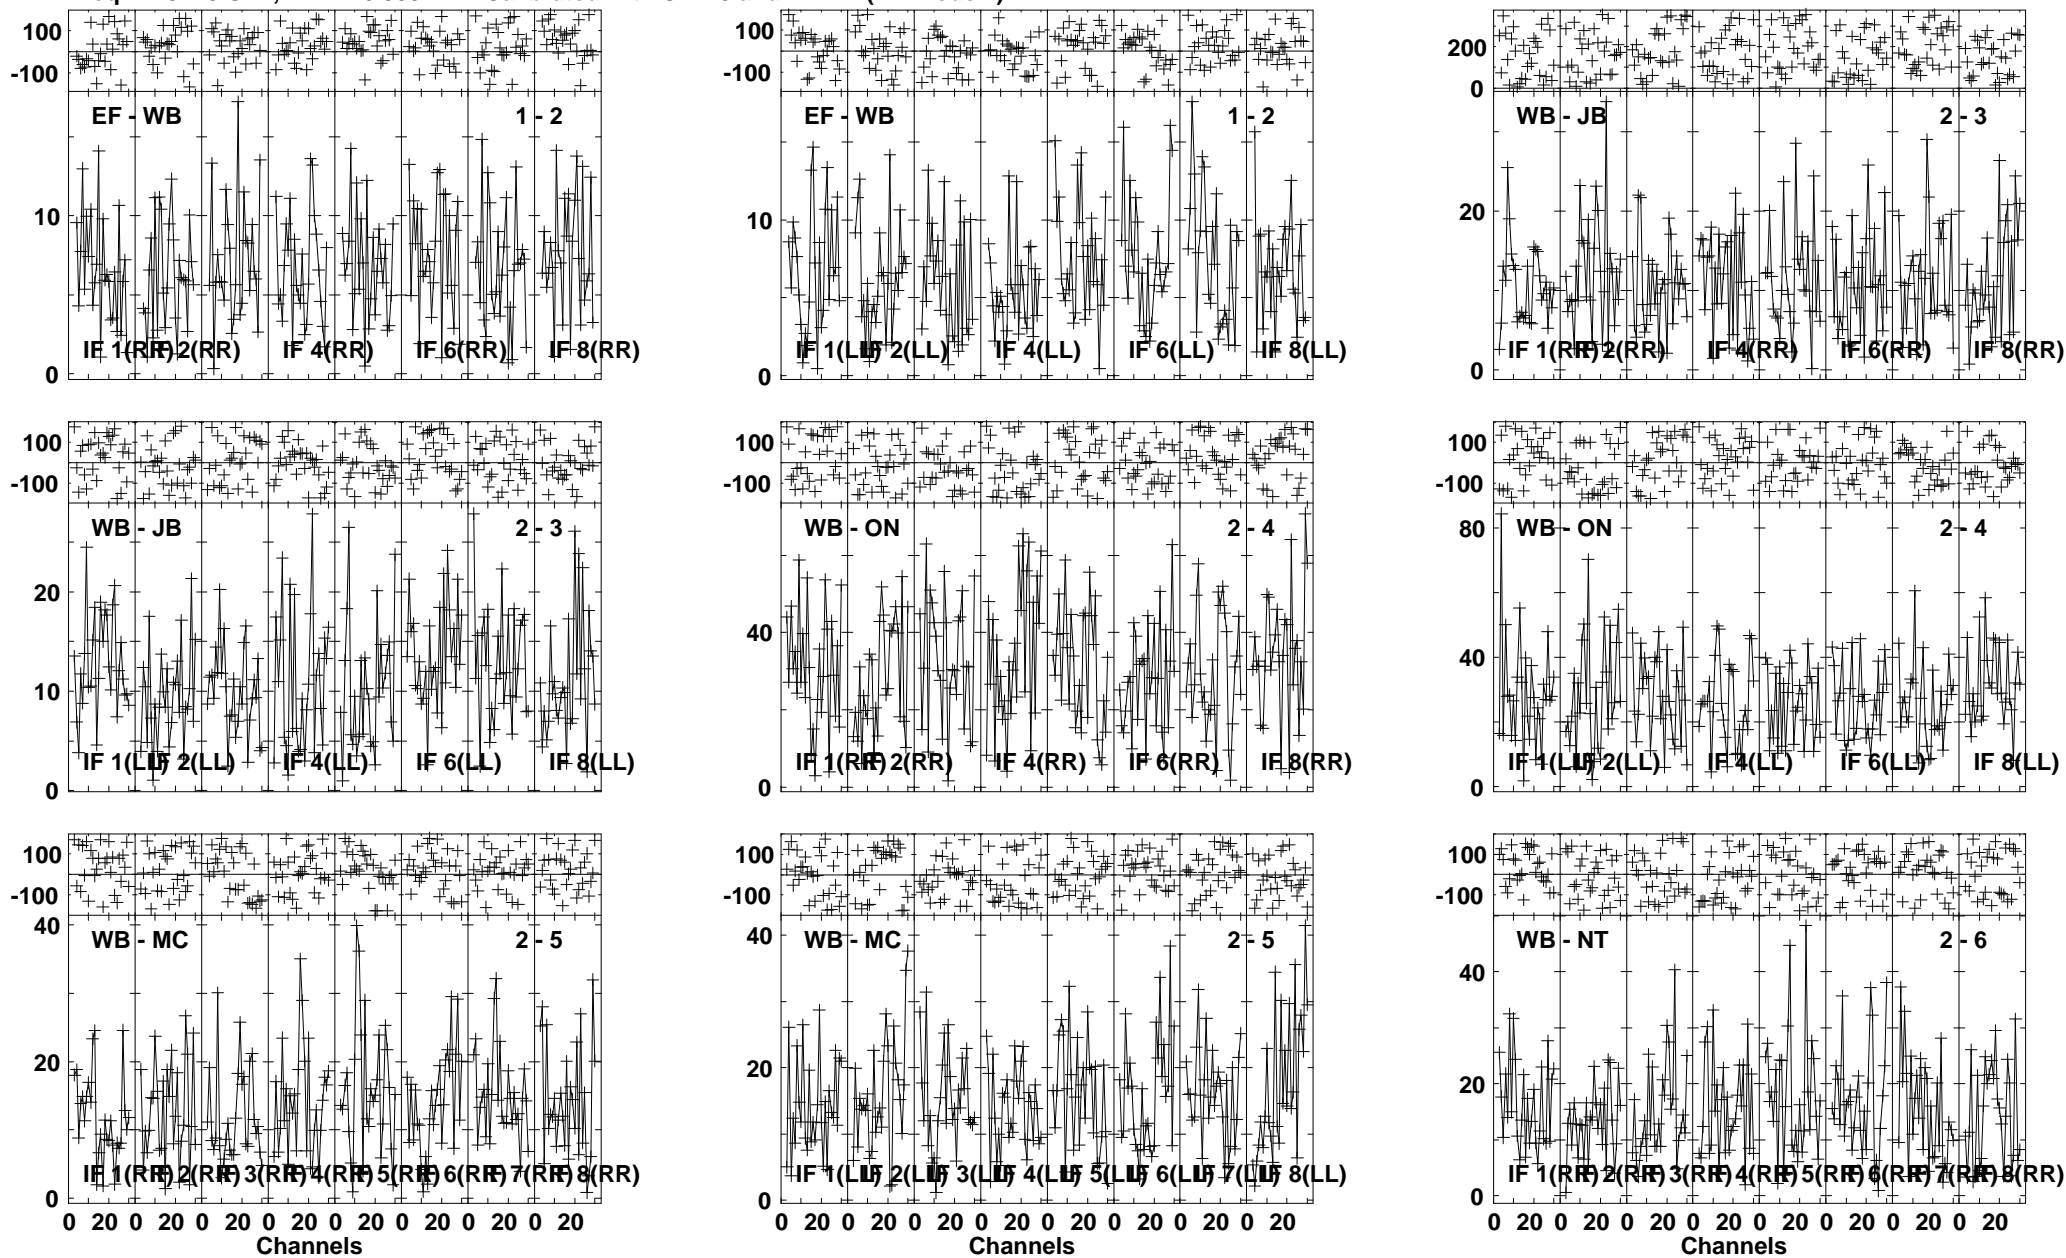 100
-100
EF - WB 1 - 2
10
0
IF 1(RR) IF 2(RR) IF 4(RR) IF 6(RR) IF 8(RR)
100
-100
EF - WB 1 - 2
10
0
IF 1(LL) IF 2(LL) IF 4(LL) IF 6(LL) IF 8(LL)
200
0
WB - JB 2 - 3
20
0
IF 1(RR) IF 2(RR) IF 4(RR) IF 6(RR) IF 8(RR)
100
-100
WB - JB 2 - 3
20
10
0
IF 1(LL) IF 2(LL) IF 4(LL) IF 6(LL) IF 8(LL)
100
-100
WB - ON 2 - 4
40
0
IF 1(RR) IF 2(RR) IF 4(RR) IF 6(RR) IF 8(RR)
100
-100
WB - ON 2 - 4
80
40
0
IF 1(LL) IF 2(LL) IF 4(LL) IF 6(LL) IF 8(LL)
100
-100
40
WB - MC 2 - 5
20
0
IF 1(RR) IF 2(RR) IF 3(RR) IF 4(RR) IF 5(RR) IF 6(RR) IF 7(RR) IF 8(RR)
0 20 0 20 0 20 0 20 0 20 0 20 0 20 0 20
Channels
100
-100
40
WB - MC 2 - 5
20
0
IF 1(LL) IF 2(LL) IF 3(LL) IF 4(LL) IF 5(LL) IF 6(LL) IF 7(LL) IF 8(LL)
0 20 0 20 0 20 0 20 0 20 0 20 0 20 0 20
Channels
100
-100
WB - NT 2 - 6
40
20
0
IF 1(RR) IF 2(RR) IF 3(RR) IF 4(RR) IF 5(RR) IF 6(RR) IF 7(RR) IF 8(RR)
0 20 0 20 0 20 0 20 0 20 0 20 0 20 0 20
Channels